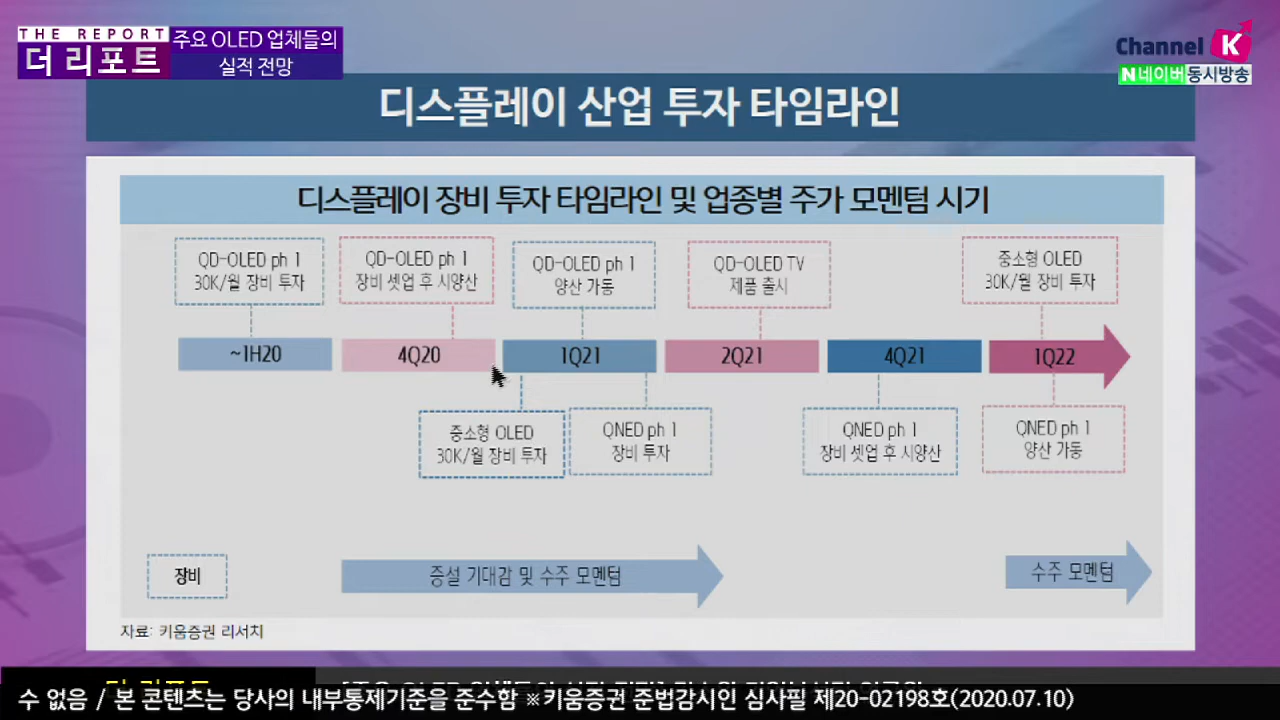 THE REPORT
더 리포트
주요 OLED 업체들의
실적 전망
Channel K
N 네이버 동시방송
디스플레이 산업 투자 타임라인
디스플레이 장비 투자 타임라인 및 업종별 주가 모멘텀 시기
QD-OLED ph 1
30K/월 장비 투자
QD-OLED ph 1
장비 셋업 후 시양산
QD-OLED ph 1
양산 가동
QD-OLED TV
제품 출시
중소형 OLED
30K/월 장비 투자
~1H20
4Q20
1Q21
2Q21
4Q21
1Q22
중소형 OLED
30K/월 장비 투자
QNED ph 1
장비 투자
QNED ph 1
장비 셋업 후 시양산
QNED ph 1
양산 가동
장비
증설 기대감 및 수주 모멘텀
수주 모멘텀
자료: 키움증권 리서치
수 없음 / 본 콘텐츠는 당사의 내부통제기준을 준수함 ※키움증권 준법감시인 심사필 제20-02198호(2020.07.10)